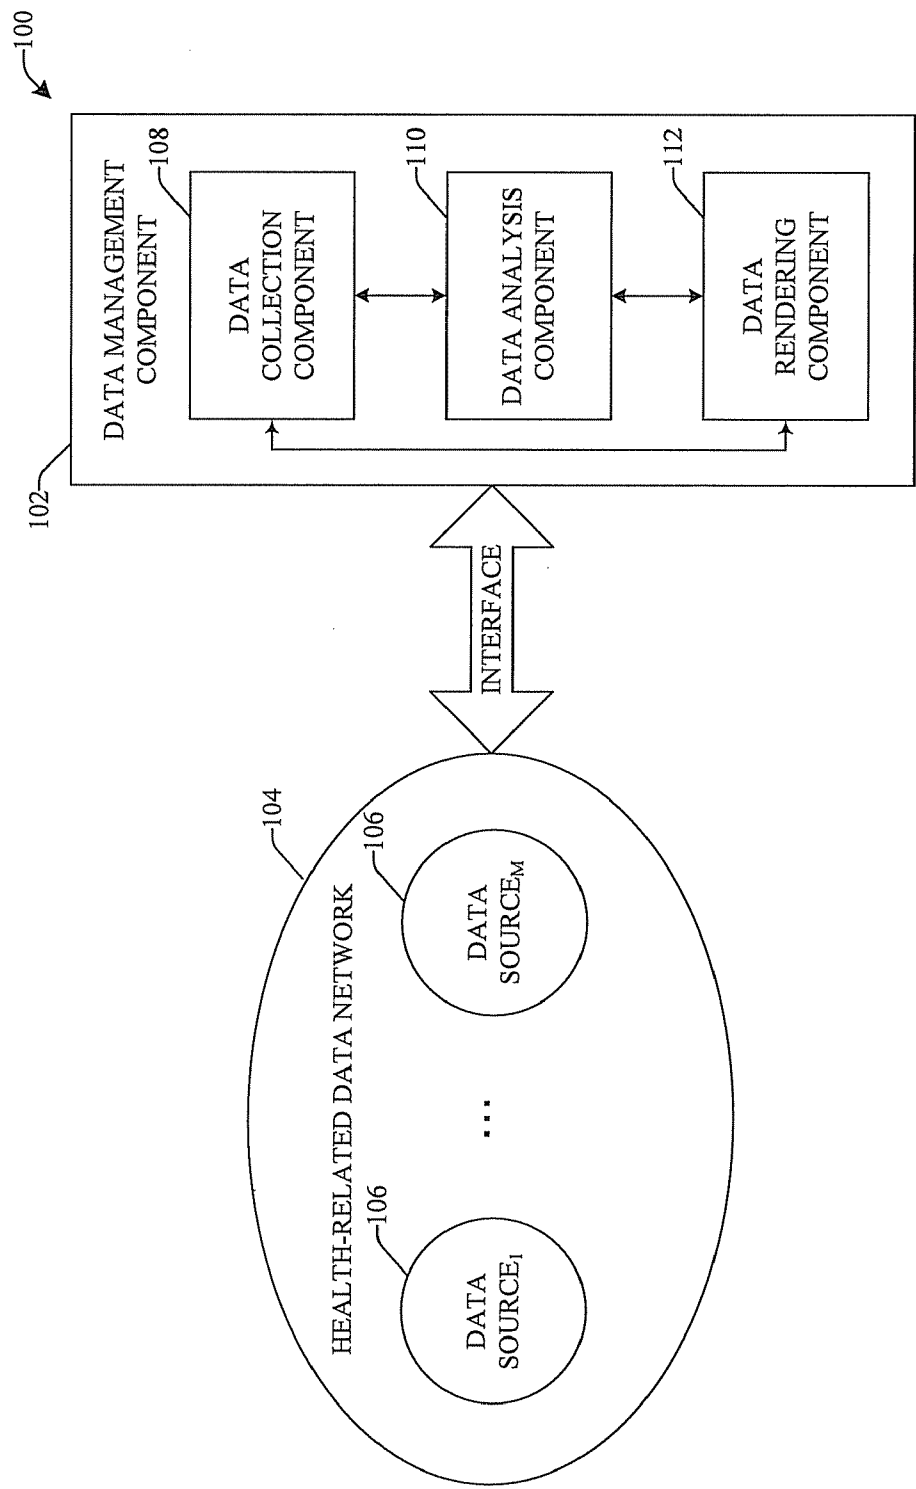 100
102
DATA MANAGEMENT
COMPONENT
108
DATA
COLLECTION
COMPONENT
110
DATA ANALYSIS
COMPONENT
112
DATA
RENDERING
COMPONENT
INTERFACE
104
HEALTH-RELATED DATA NETWORK
106
DATA
SOURCE1
...
106
DATA
SOURCEM